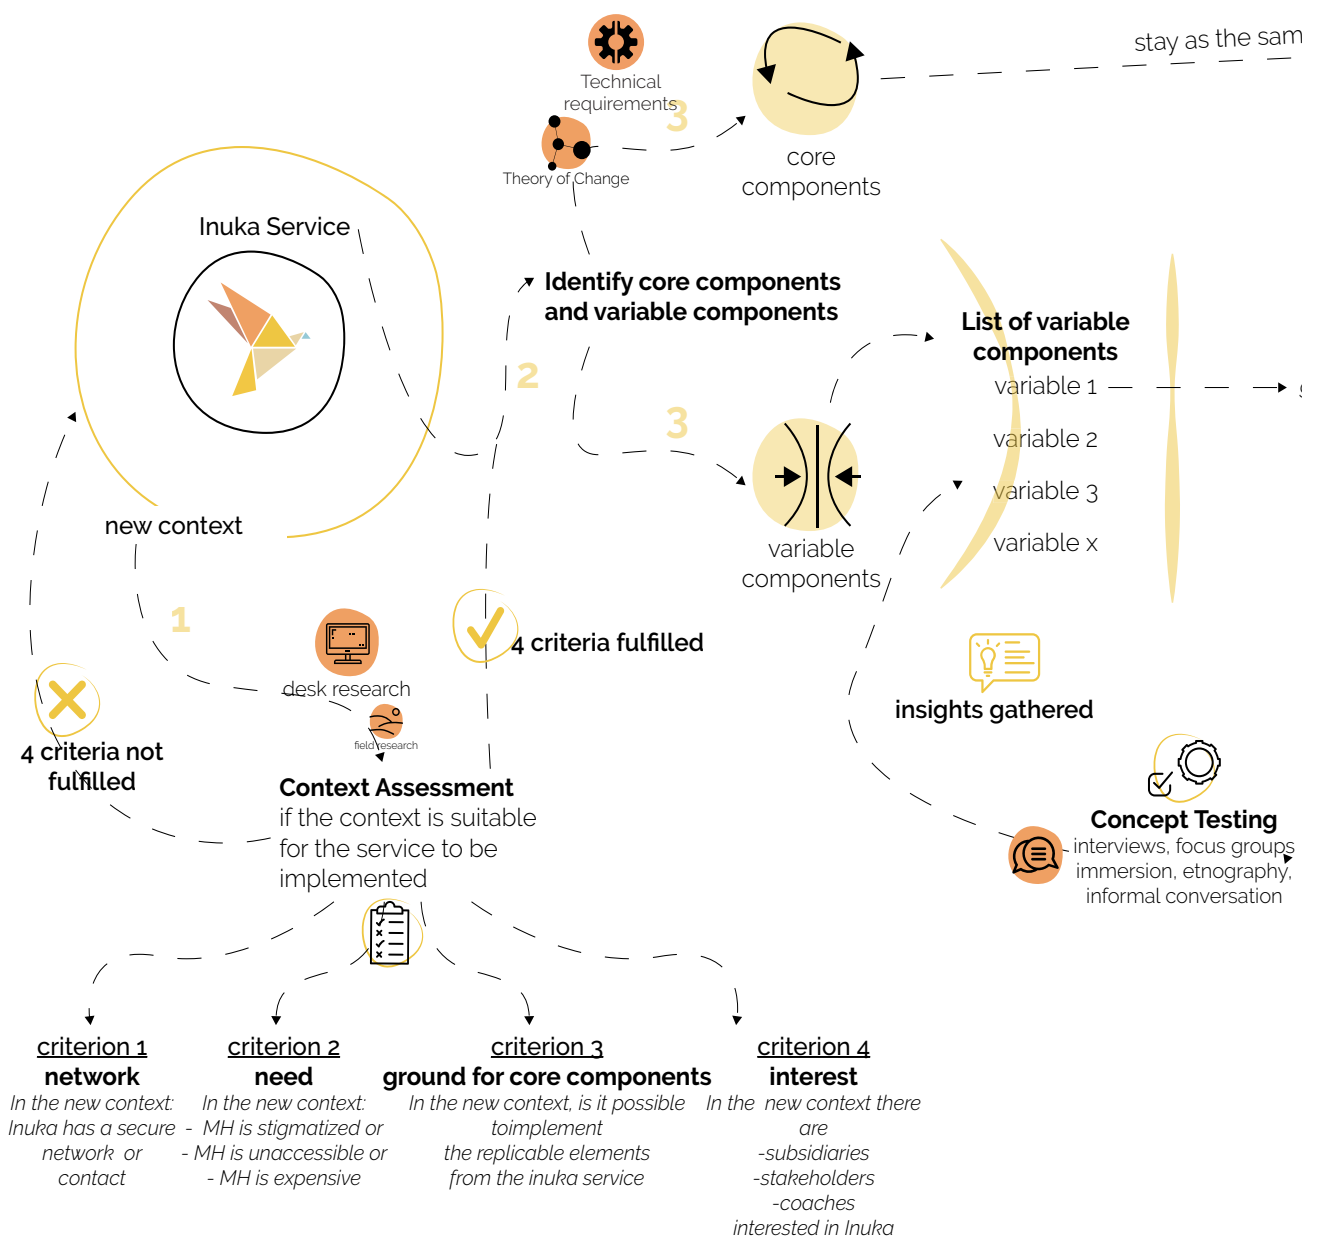 stay as the sam
Technical
requirements
3
Theory of Change
core
components
Inuka Service
Identify core components
and variable components
2
3
List of variable
components
variable 1
variable 2
variable 3
variable x
variable
components
new context
1
desk research
field research
4 criteria fulfilled
4 criteria not
fulfilled
insights gathered
Context Assessment
if the context is suitable
for the service to be
implemented
Concept Testing
interviews, focus groups
immersion, etnography,
informal conversation
criterion 1
network
In the new context:
Inuka has a secure
network or
contact
criterion 2
need
In the new context:
- MH is stigmatized or
- MH is unaccessible or
- MH is expensive
criterion 3
ground for core components
In the new context, is it possible
toimplement
the replicable elements
from the inuka service
criterion 4
interest
In the new context there
are
-subsidiaries
-stakeholders
-coaches
interested in Inuka